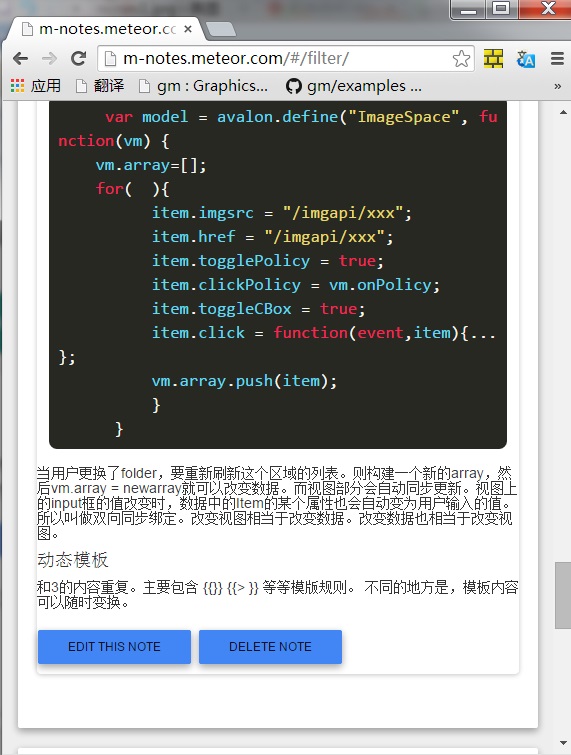 m-notes.meteor.cc
m-notes.meteor.com/#/filter/
应用 翻译 gm : Graphics... gm/examples ... »
var model = avalon.define("ImageSpace", fu
nction(vm) {
vm.array=[];
for(  ){
item.imgsrc = "/imgapi/xxx";
item.href = "/imgapi/xxx";
item.togglePolicy = true;
item.clickPolicy = vm.onPolicy;
item.toggleCBox = true;
item.click = function(event,item){...
};
vm.array.push(item);
}
}
当用户更换了folder，要重新刷新这个区域的列表。则构建一个新的array，然
后vm.array = newarray就可以改变数据。而视图部分会自动同步更新。视图上
的input框的值改变时，数据中的Item的某个属性也会自动变为用户输入的值。
所以叫做双向同步绑定。改变视图相当于改变数据。改变数据也相当于改变视
图。
动态模板
和3的内容重复。主要包含 {{}} {{> }} 等等模版规则。 不同的地方是，模板内容
可以随时变换。
EDIT THIS NOTE DELETE NOTE